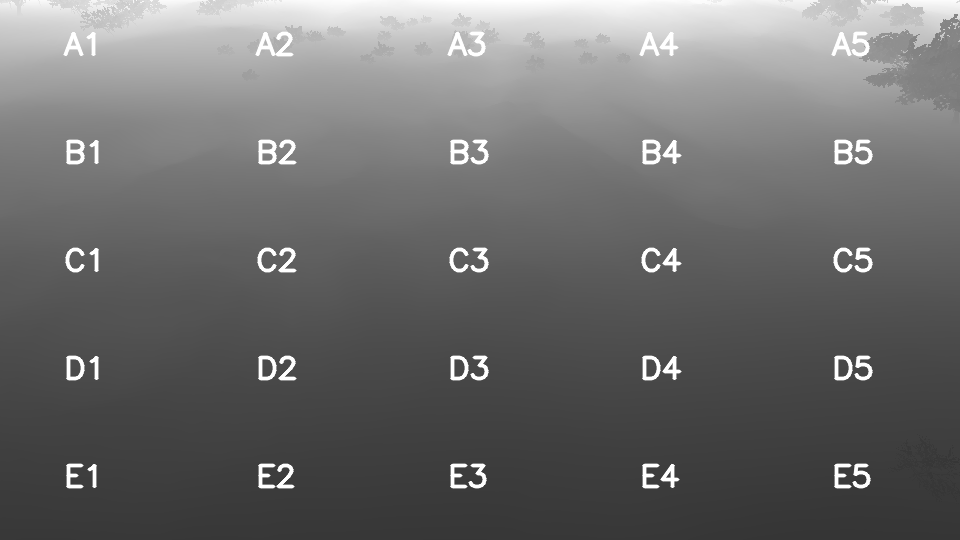 A1 A2 A3 A4 A5
B1 B2 B3 B4 B5
C1 C2 C3 C4 C5
D1 D2 D3 D4 D5
E1 E2 E3 E4 E5